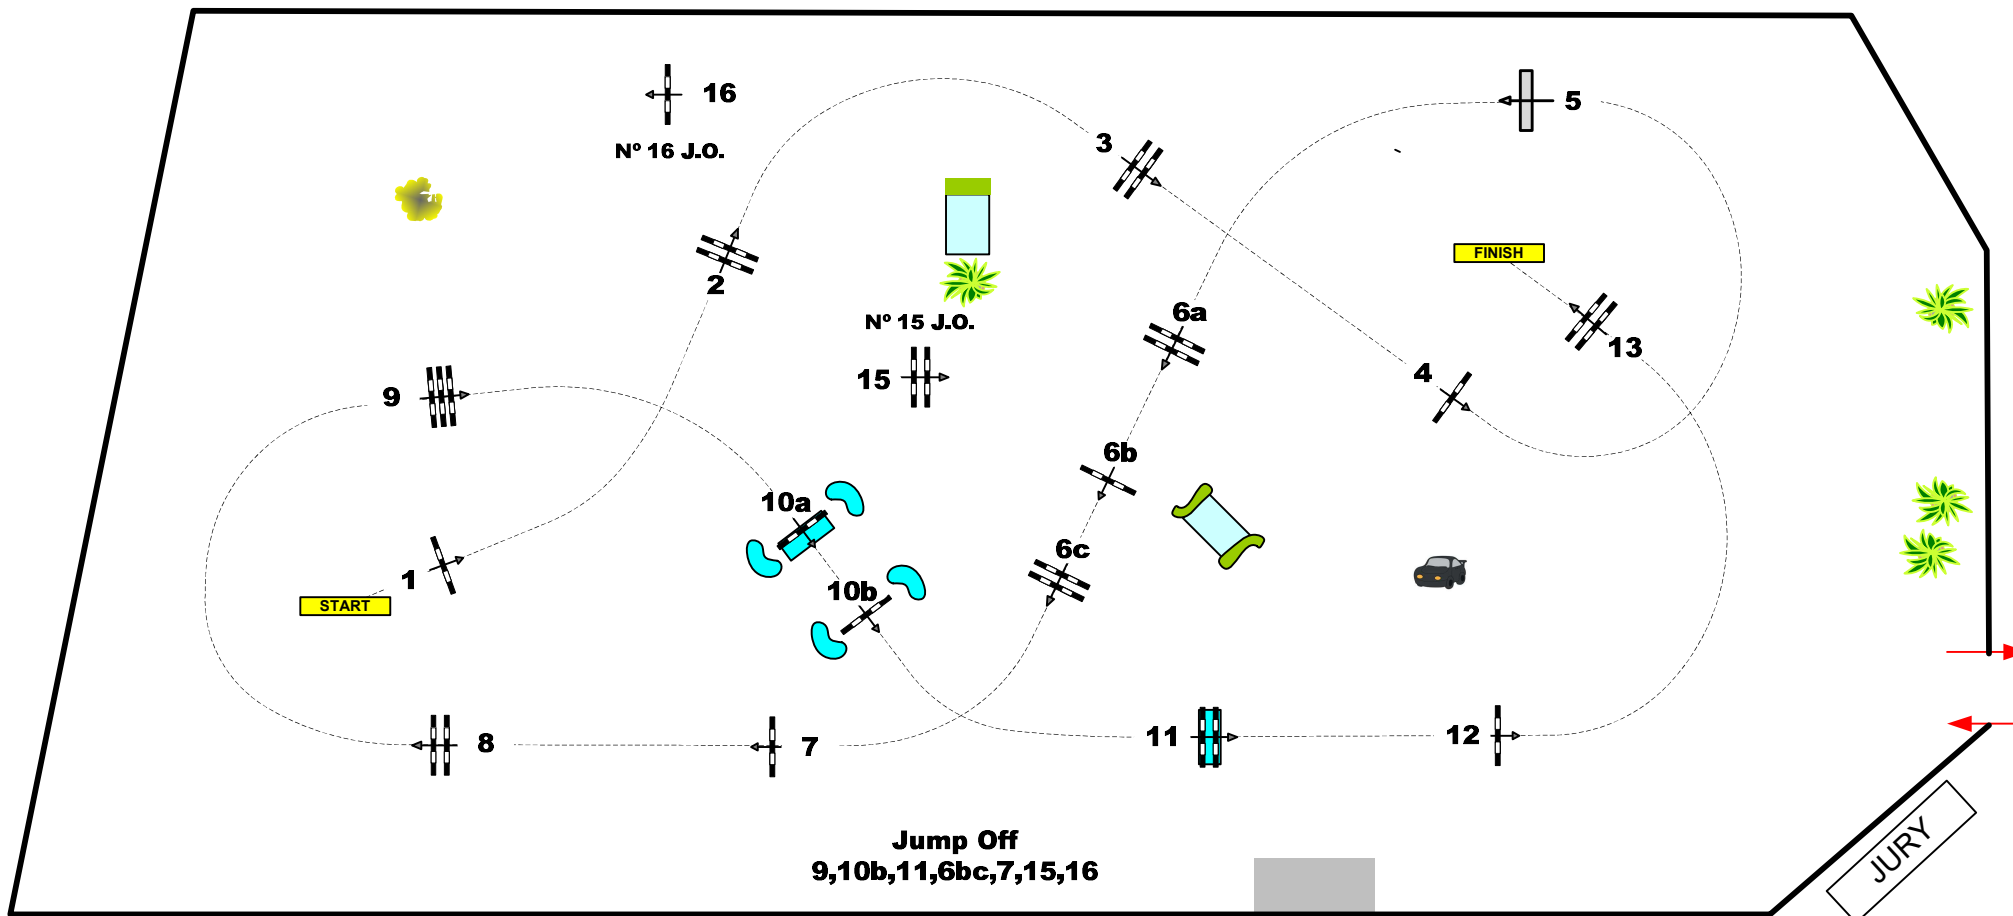 16
Nº 16 J.O.
3
5
FINISH
2
6a
Nº 15 J.O.
13
15
4
9
6b
10a
6c
1
10b
START
11
12
8
7
Jump Off
9,10b,11,6bc,7,15,16
JURY